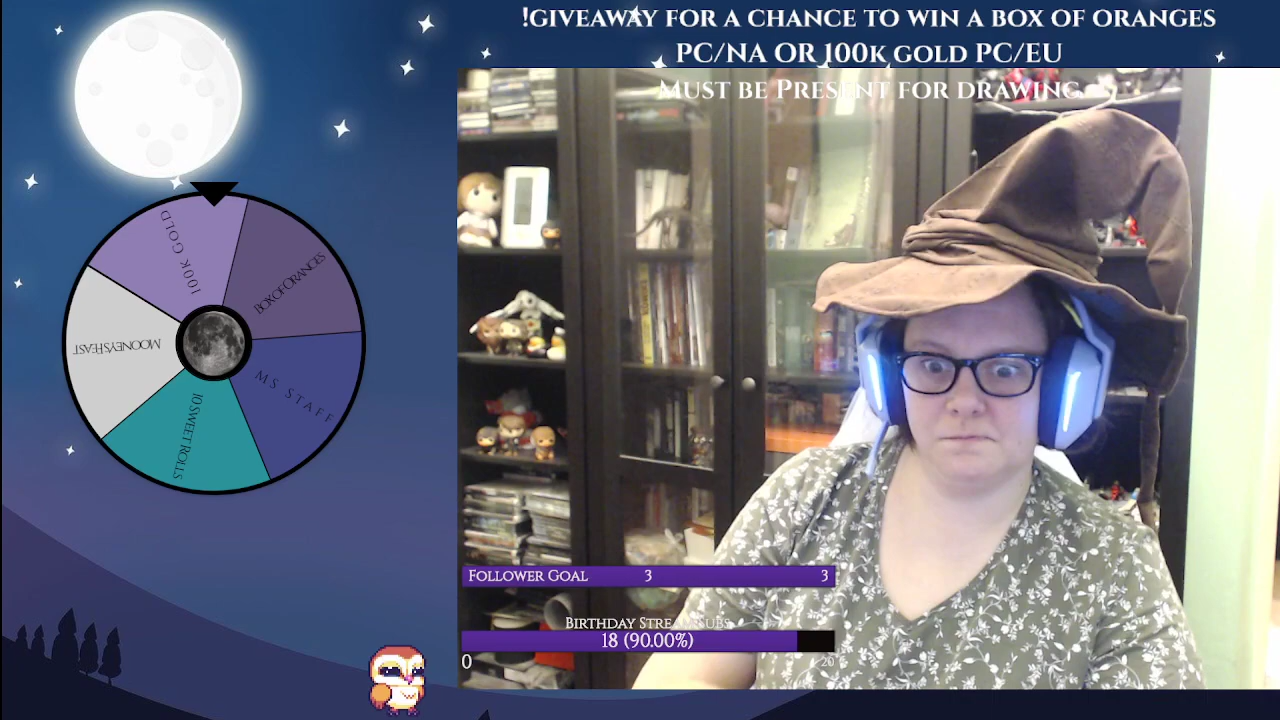 !GIVEAWAY FOR A CHANCE TO WIN A BOX OF ORANGES
PC/NA OR 100K GOLD PC/EU
MUST BE PRESENT FOR DRAWING
100K GOLD
BOX OF ORANGES
MOONEYS FEAST
MS STAFF
10 SWEET ROLLS
FOLLOWER GOAL 3 3
BIRTHDAY STREAM SUBS
18 (90.00%)
0 20